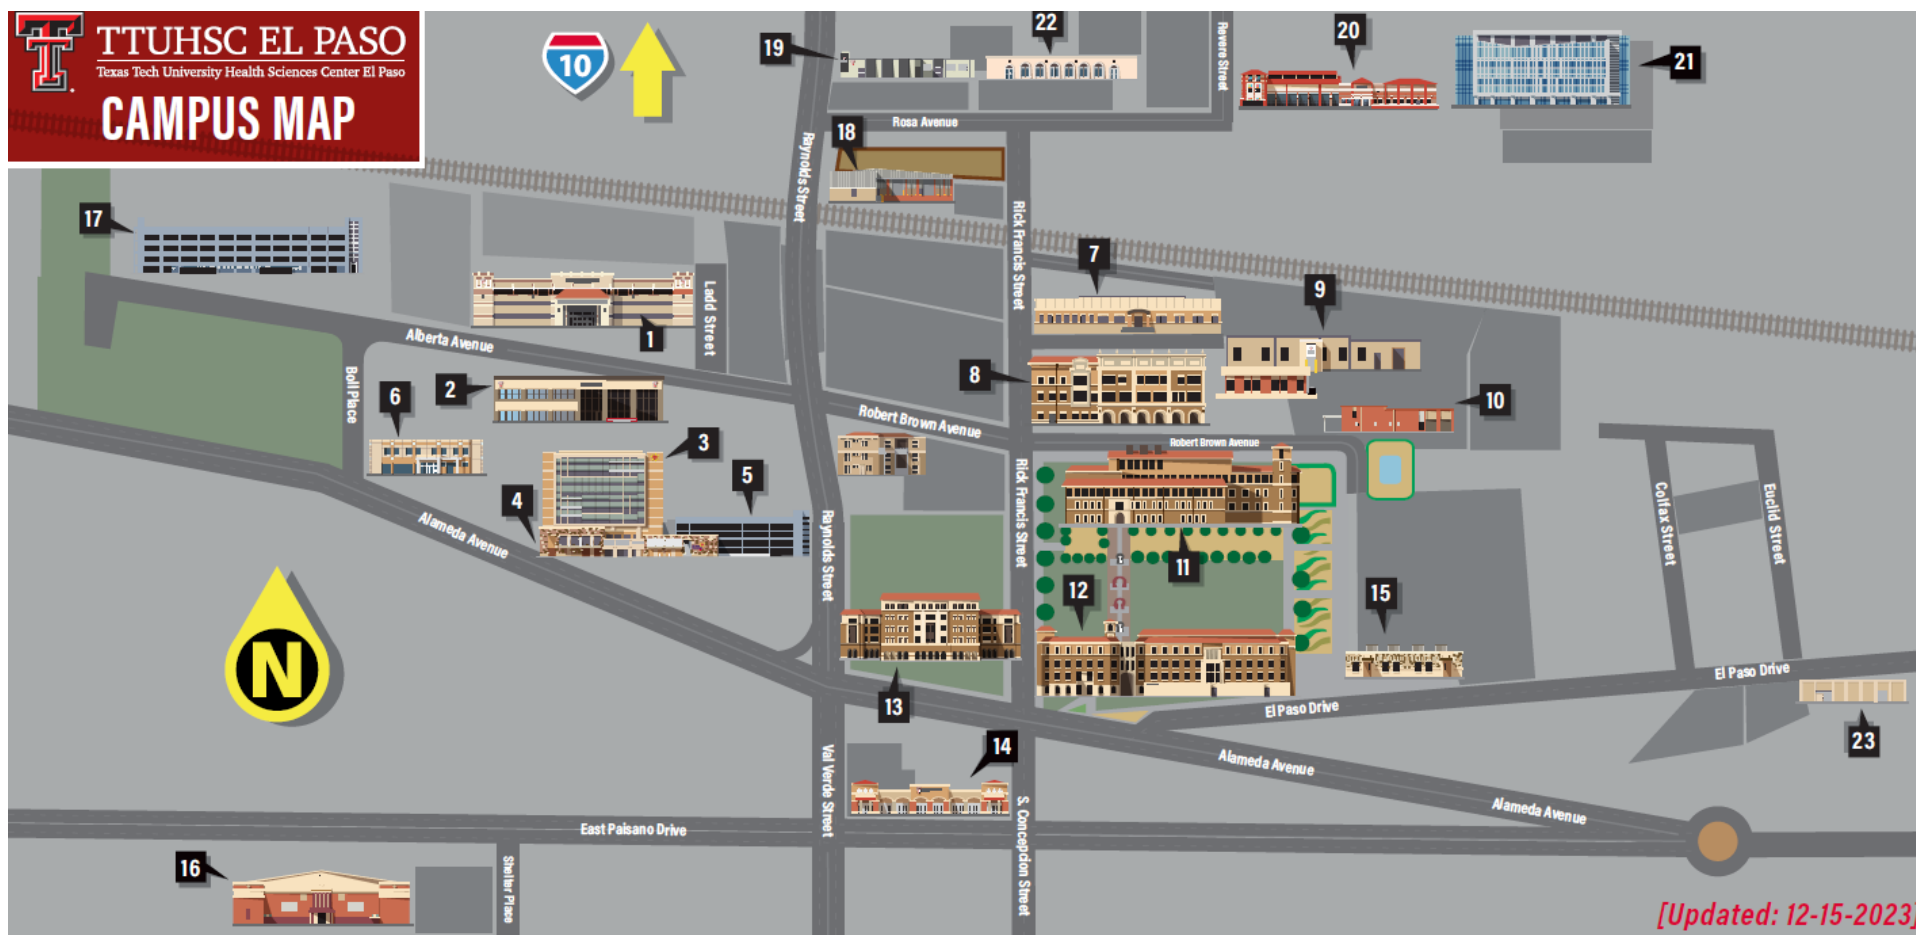 TTUHSC EL PASO
Texas Tech University Health Sciences Center El Paso
CAMPUS MAP
10
22
19
20
21
Revere Street
Rosa Avenue
18
Raynolds Street
17
Rick Francis Street
7
9
Ladd Street
1
Alberta Avenue
Boll Place
2
8
6
10
Robert Brown Avenue
Robert Brown Avenue
3
5
4
Alameda Avenue
Raynolds Street
Rick Francis Street
Colfax Street
Euclid Street
11
12
15
N
El Paso Drive
El Paso Drive
13
23
14
Val Verde Street
Alameda Avenue
Alameda Avenue
S. Concepcion Street
East Paisano Drive
16
Shelter Place
[Updated: 12-15-2023]